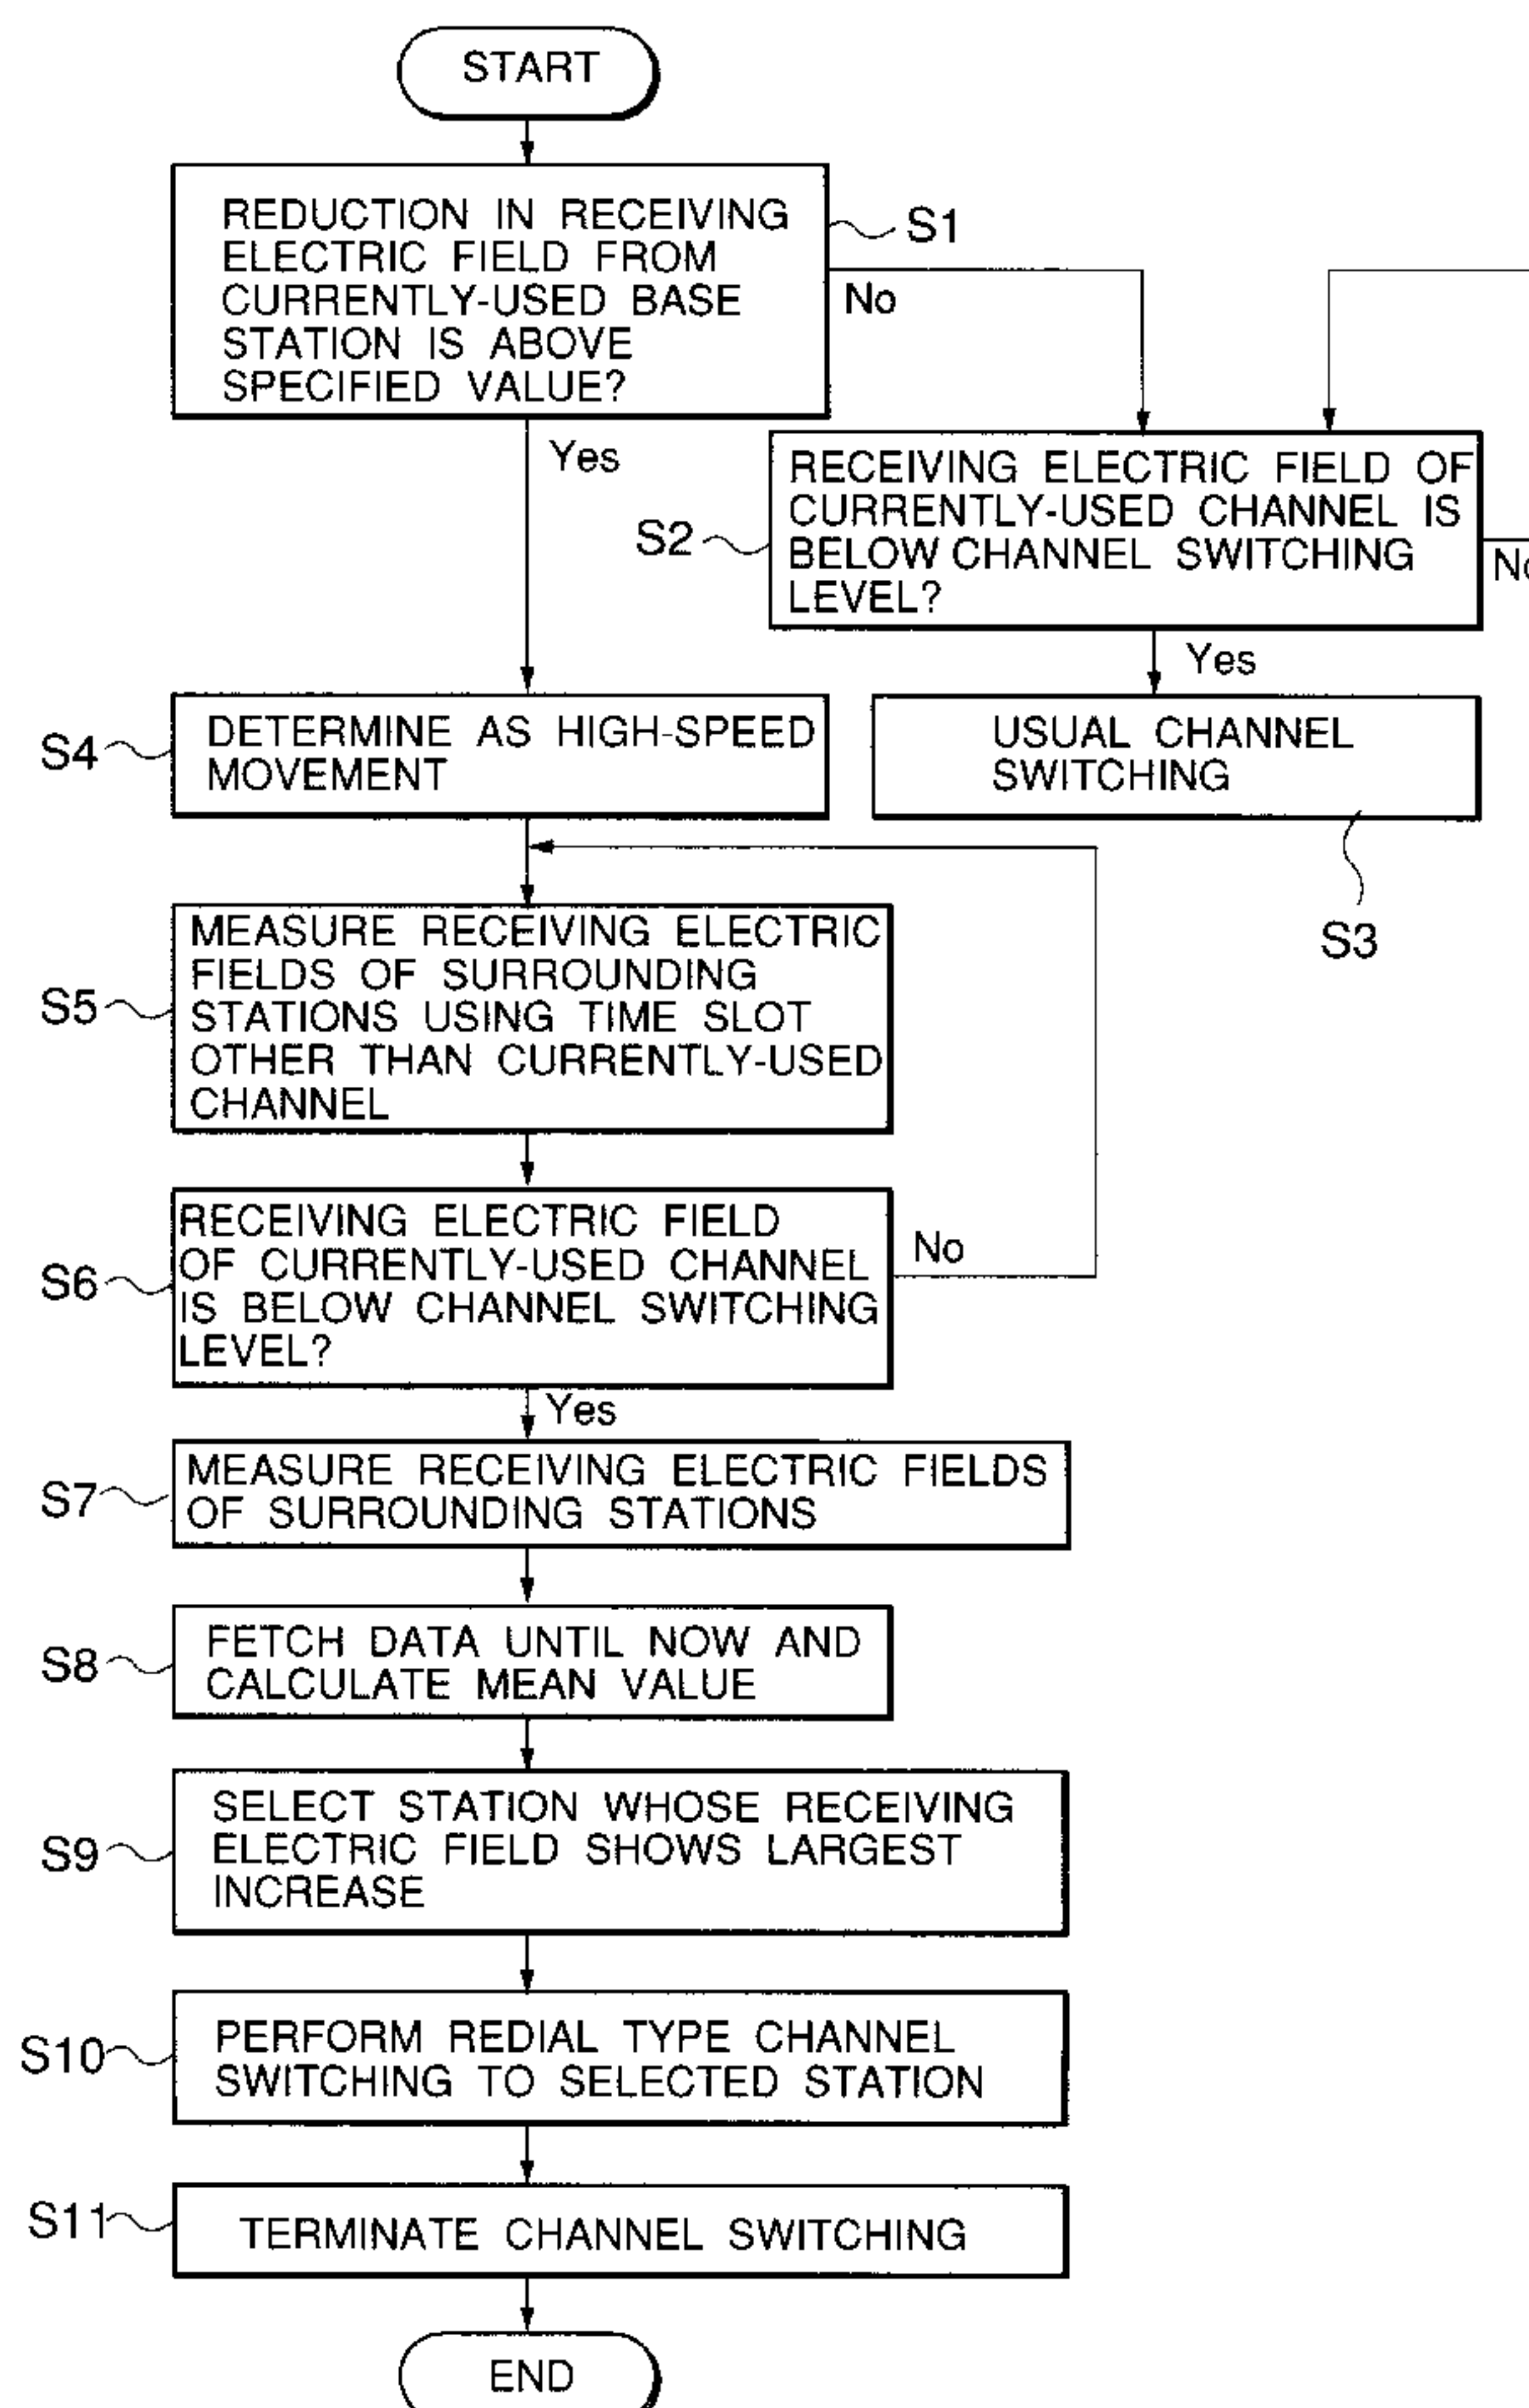 START
REDUCTION IN RECEIVING
ELECTRIC FIELD FROM
CURRENTLY-USED BASE
STATION IS ABOVE
SPECIFIED VALUE?
S1
No
Yes
RECEIVING ELECTRIC FIELD OF
CURRENTLY-USED CHANNEL IS
BELOW CHANNEL SWITCHING
LEVEL?
S2
No
Yes
S4
DETERMINE AS HIGH-SPEED
MOVEMENT
USUAL CHANNEL
SWITCHING
S3
S5
MEASURE RECEIVING ELECTRIC
FIELDS OF SURROUNDING
STATIONS USING TIME SLOT
OTHER THAN CURRENTLY-USED
CHANNEL
S6
RECEIVING ELECTRIC FIELD
OF CURRENTLY-USED CHANNEL
IS BELOW CHANNEL SWITCHING
LEVEL?
No
Yes
S7
MEASURE RECEIVING ELECTRIC FIELDS
OF SURROUNDING STATIONS
S8
FETCH DATA UNTIL NOW AND
CALCULATE MEAN VALUE
S9
SELECT STATION WHOSE RECEIVING
ELECTRIC FIELD SHOWS LARGEST
INCREASE
S10
PERFORM REDIAL TYPE CHANNEL
SWITCHING TO SELECTED STATION
S11
TERMINATE CHANNEL SWITCHING
END